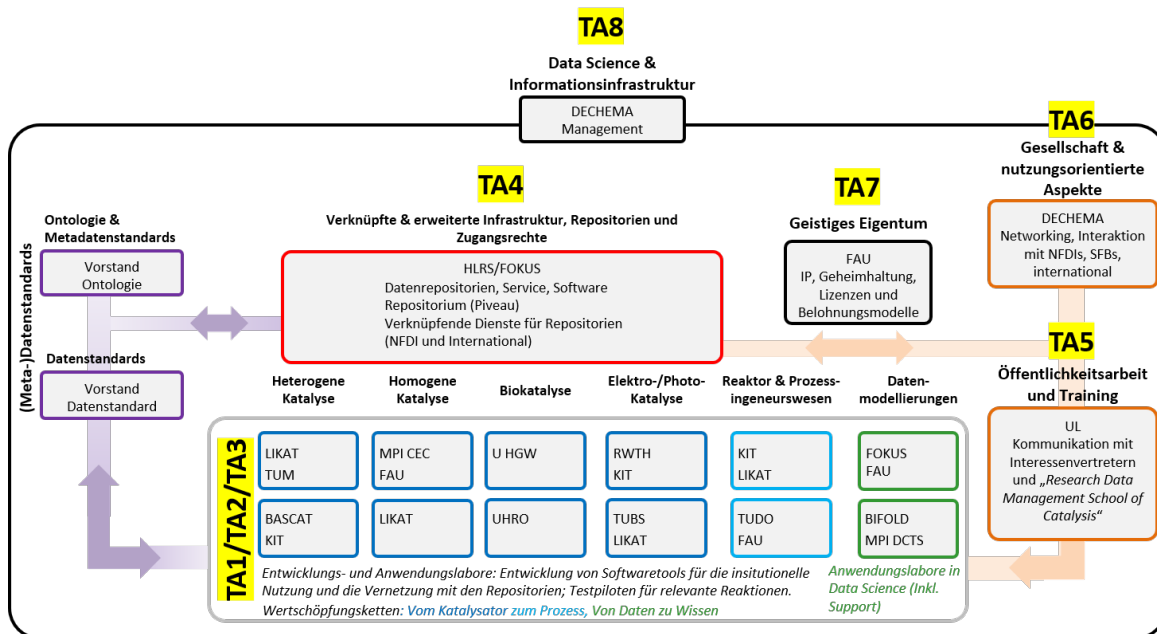 TA8
Data Science &
Informationsinfrastruktur
DECHEMA
Management
TA6
Gesellschaft &
nutzungsorientierte
Aspekte
DECHEMA
Networking, Interaktion
mit NFDIs, SFBs,
international
TA4
Verknüpfte & erweiterte Infrastruktur, Repositorien und
Zugangsrechte
HLRS/FOKUS
Datenrepositorien, Service, Software
Repositorium (Piveau)
Verknüpfende Dienste für Repositorien
(NFDI und International)
TA7
Geistiges Eigentum
FAU
IP, Geheimhaltung,
Lizenzen und
Belohnungsmodelle
(Meta-)Datenstandards
Ontologie &
Metadatenstandards
Vorstand
Ontologie
Datenstandards
Vorstand
Datenstandard
TA5
Öffentlichkeitsarbeit
und Training
UL
Kommunikation mit
Interessenvertretern
und „Research Data
Management School of
Catalysis“
TA1/TA2/TA3
Heterogene
Katalyse
Homogene
Katalyse
Biokatalyse
Elektro-/Photo-
Katalyse
Reaktor & Prozess-
ingeneurswesen
Daten-
modellierungen
LIKAT
TUM
MPI CEC
FAU
U HGW
RWTH
KIT
KIT
LIKAT
FOKUS
FAU
BASCAT
KIT
LIKAT
UHRO
TUBS
LIKAT
TUDO
FAU
BIFOLD
MPI DCTS
Entwicklungs- und Anwendungslabore: Entwicklung von Softwaretools für die insitutionelle
Nutzung und die Vernetzung mit den Repositorien; Testpiloten für relevante Reaktionen.
Wertschöpfungsketten: Vom Katalysator zum Prozess, Von Daten zu Wissen
Anwendungslabore in
Data Science (Inkl.
Support)